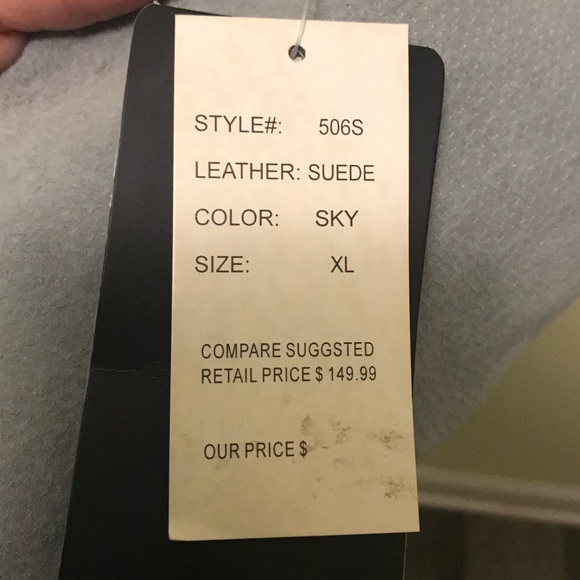 STYLE#: 506S
LEATHER: SUEDE
COLOR: SKY
SIZE: XL
COMPARE SUGGSTED
RETAIL PRICE $ 149.99
OUR PRICE $